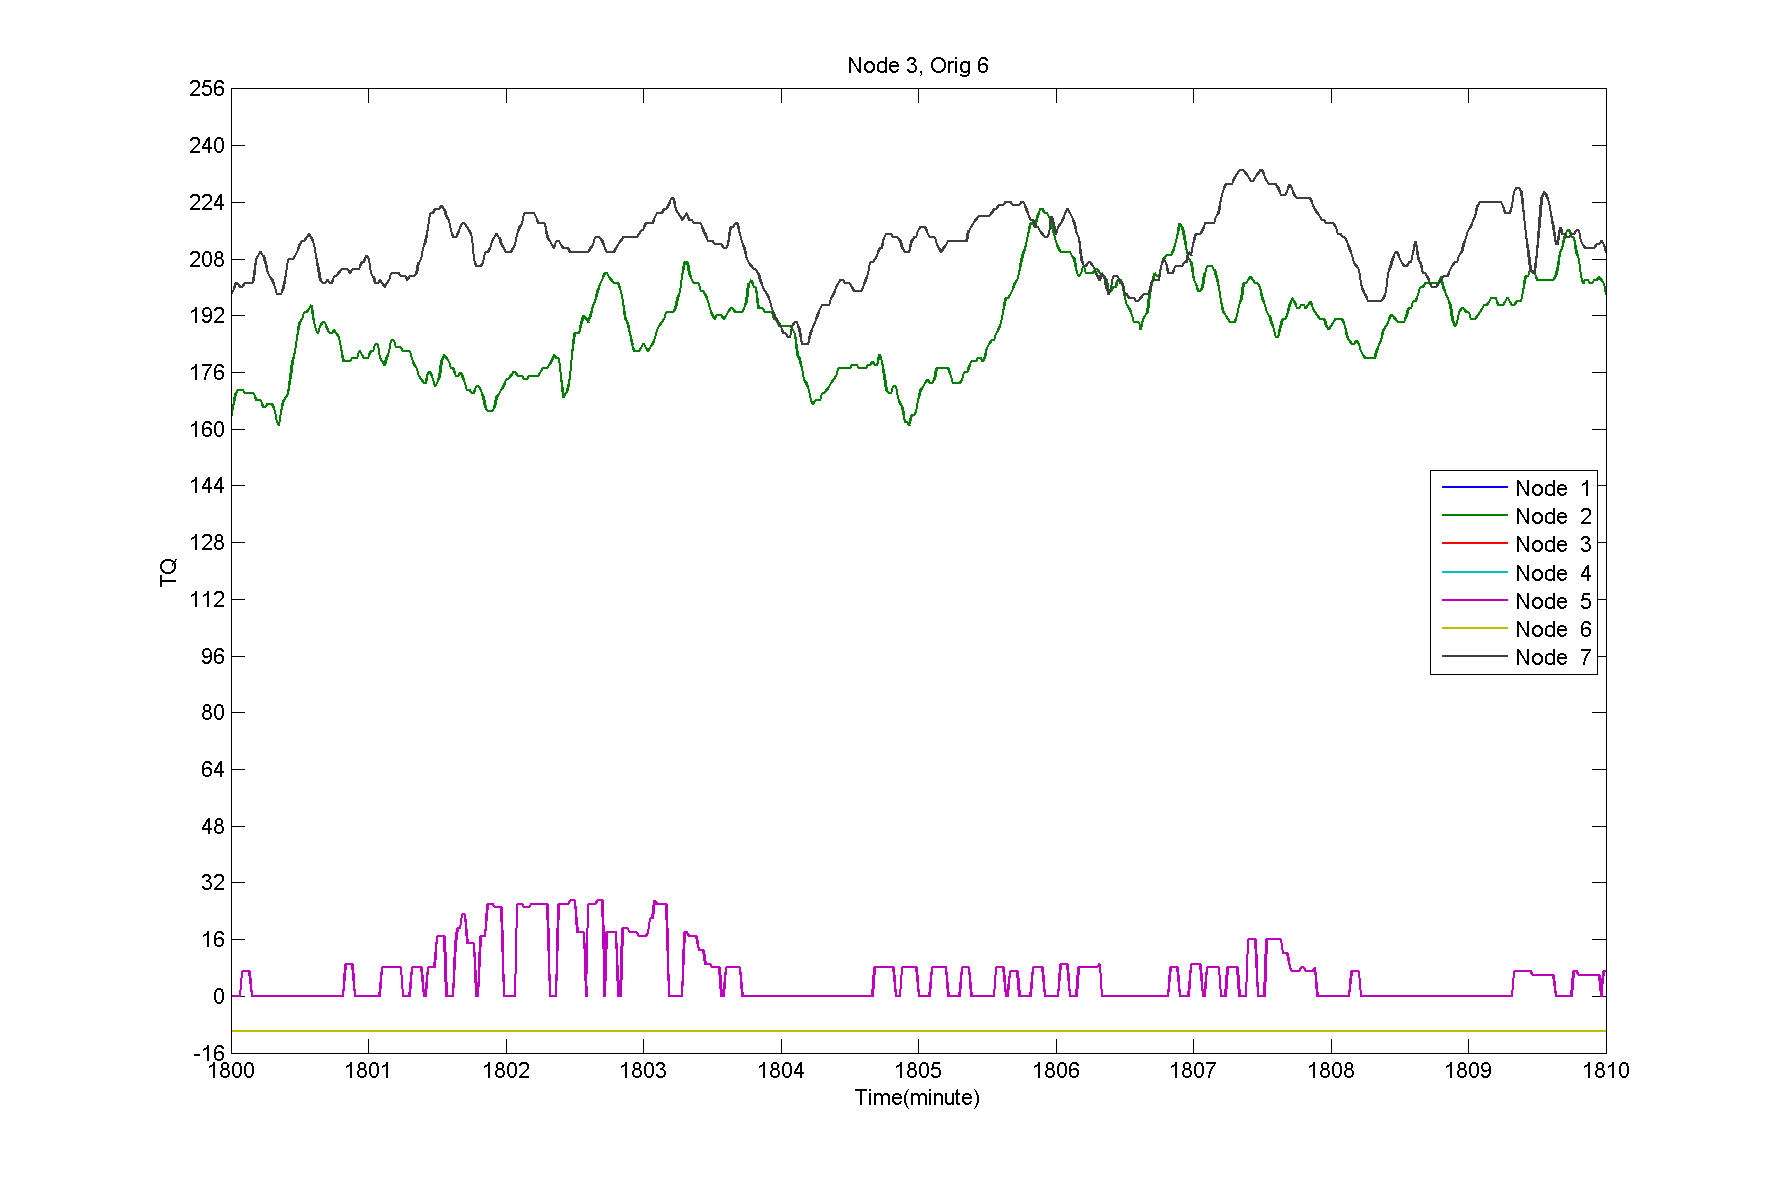 Node 3, Orig 6
256
240
224
208
192
176
160
144
128
112
96
80
64
48
32
16
0
-16
TQ
Node 1
Node 2
Node 3
Node 4
Node 5
Node 6
Node 7
1800 1801 1802 1803 1804 1805 1806 1807 1808 1809 1810
Time(minute)